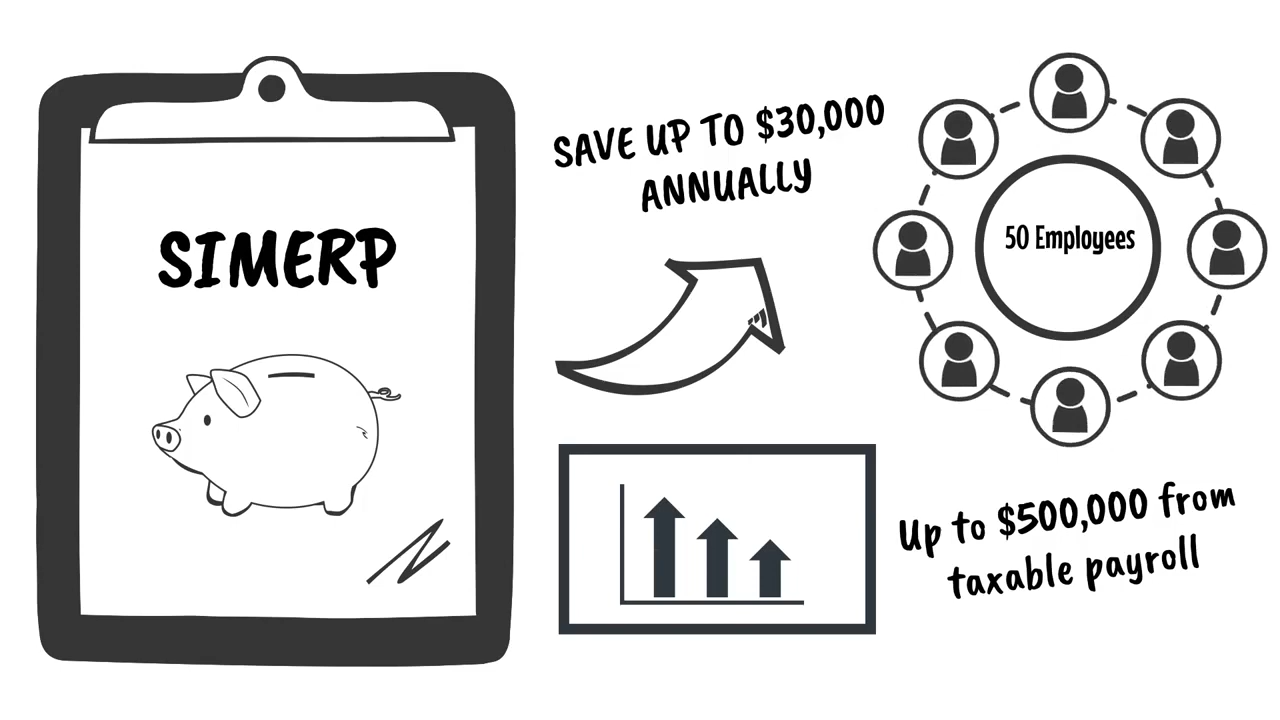 SIMERP
SAVE UP TO $30,000
ANNUALLY
50 Employees
Up to $500,000 from
taxable payroll